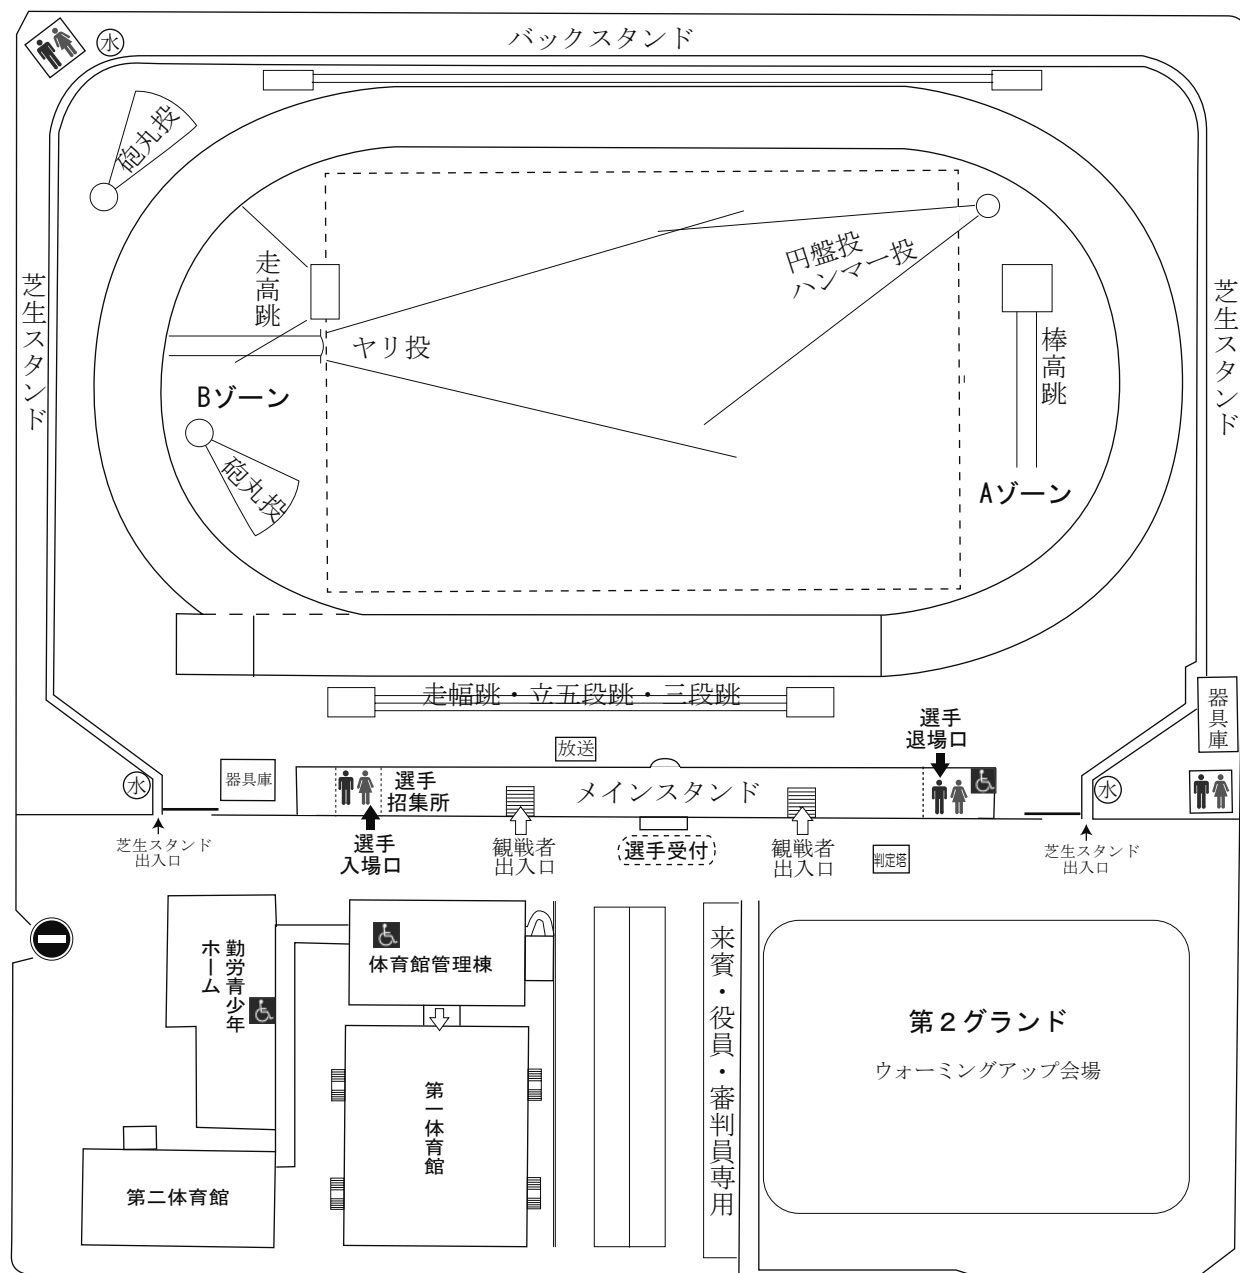 バックスタンド
水
砲丸投
芝生スタンド
芝生スタンド
走高跳
円盤投
ハンマー投
ヤリ投
棒高跳
Bゾーン
砲丸投
Aゾーン
走幅跳・立五段跳・三段跳
器具庫
選手
退場口
放送
水
器具庫
選手
招集所
メインスタンド
水
芝生スタンド
出入口
選手
入場口
観戦者
出入口
選手受付
観戦者
出入口
判定塔
芝生スタンド
出入口
勤労青少年
ホーム
体育館管理棟
来賓・役員・審判員専用
第2グランド
ウォーミングアップ会場
第一体育館
第二体育館